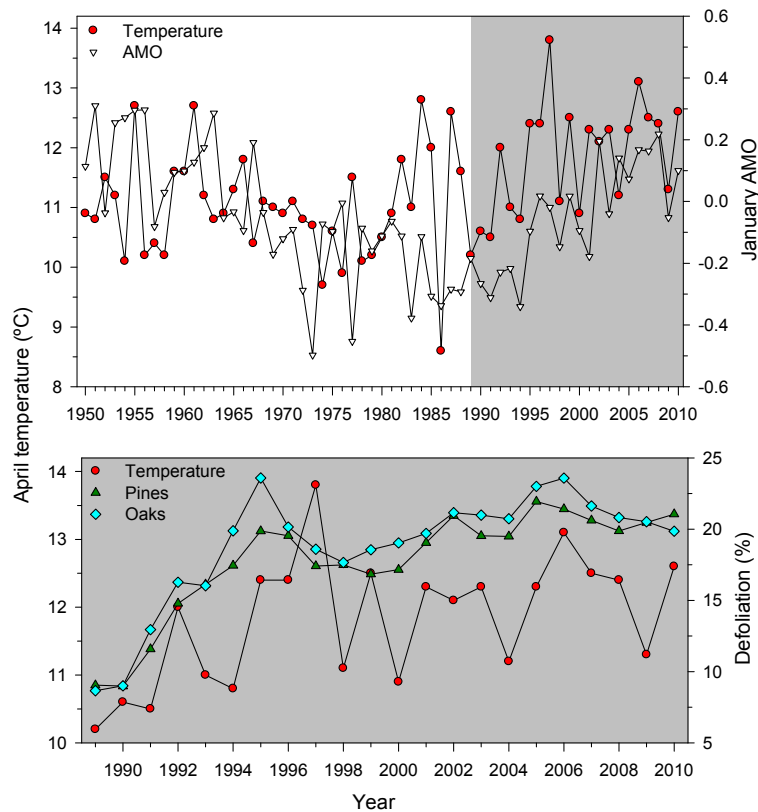 Temperature
AMO
14
13
12
11
10
9
8
0.6
0.4
0.2
0.0
-0.2
-0.4
-0.6
January AMO
1950 1955 1960 1965 1970 1975 1980 1985 1990 1995 2000 2005 2010
April temperature (ºC)
Temperature
Pines
Oaks
14
13
12
11
10
25
20
15
10
5
Defoliation (%)
1990 1992 1994 1996 1998 2000 2002 2004 2006 2008 2010
Year